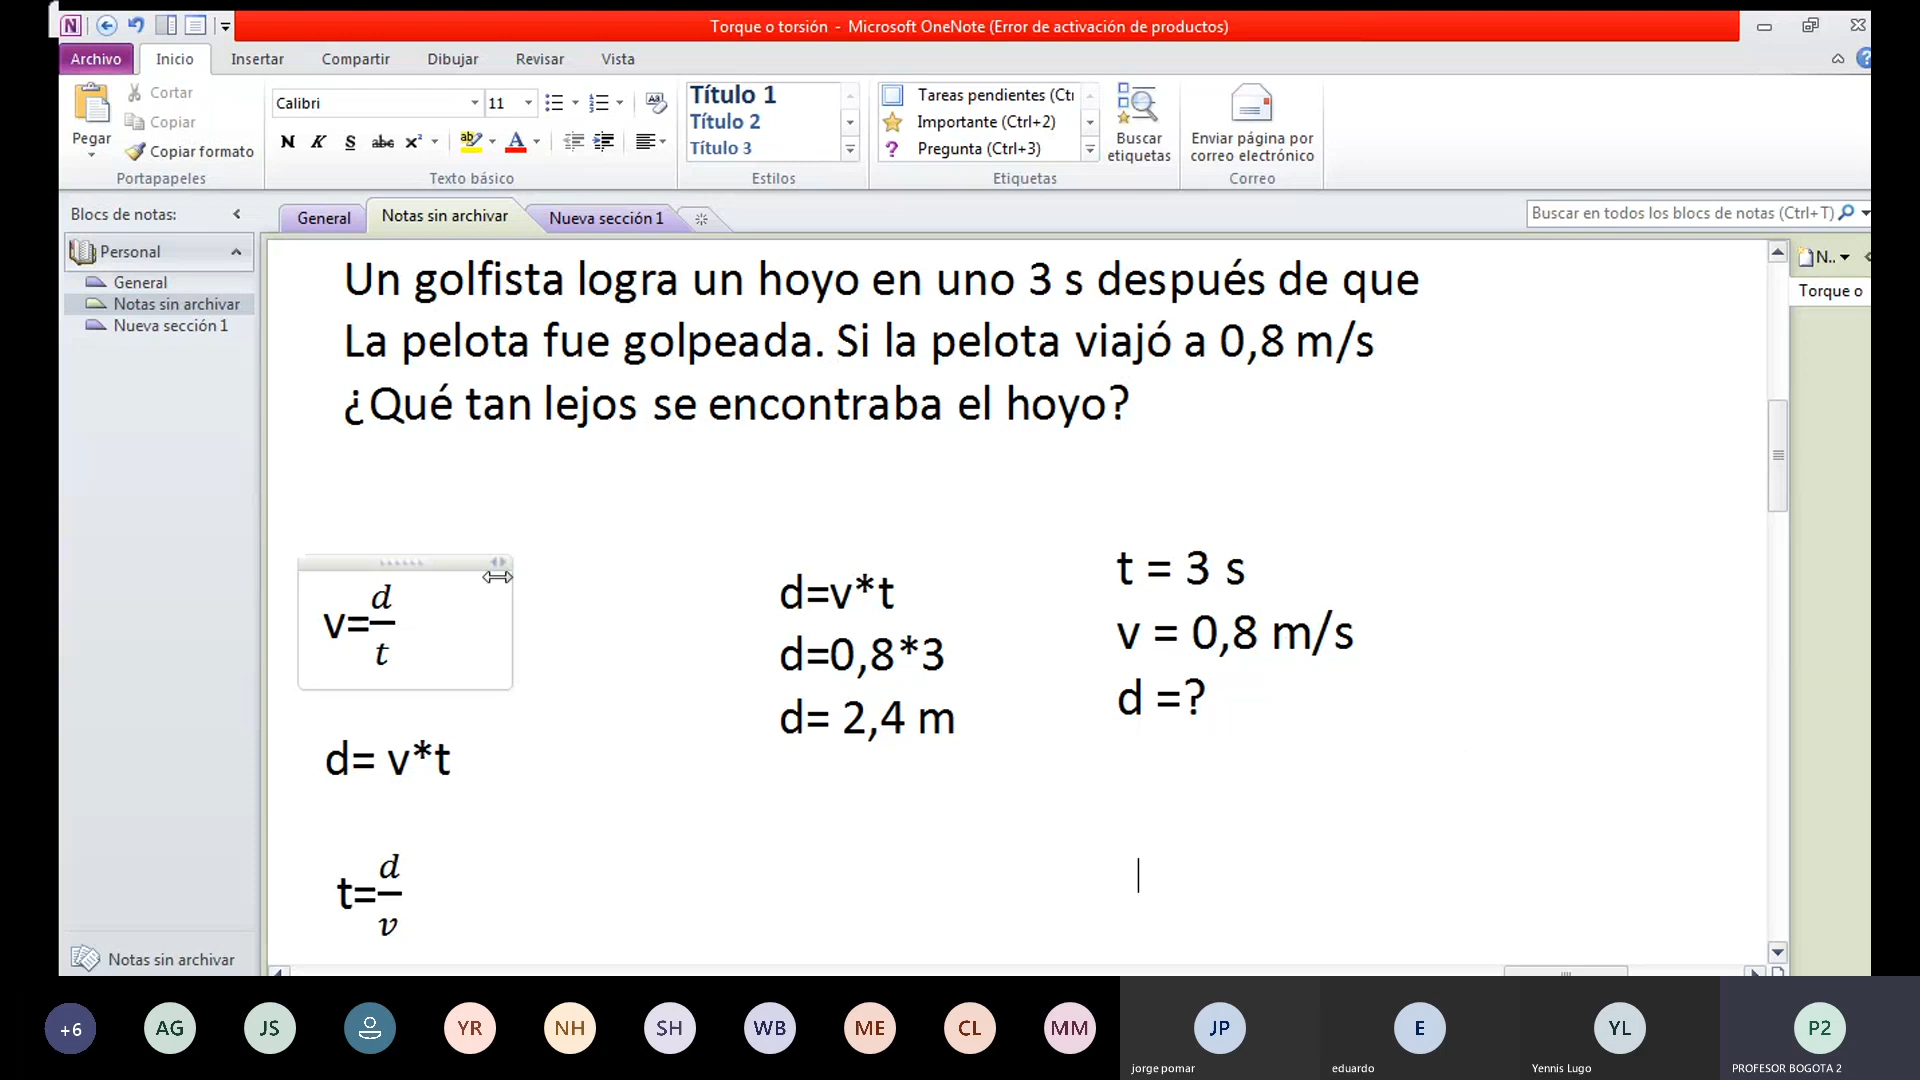 Torque o torsión - Microsoft OneNote (Error de activación de productos)
Archivo Inicio Insertar Compartir Dibujar Revisar Vista
Pegar
Cortar
Copiar
Copiar formato
Portapapeles
Calibri 11
N K S abc x²
ab A
Texto básico
Título 1
Título 2
Título 3
Estilos
Tareas pendientes (Ctr
Importante (Ctrl+2)
Pregunta (Ctrl+3)
Buscar
etiquetas
Etiquetas
Enviar página por
correo electrónico
Correo
Blocs de notas:
Personal
General
Notas sin archivar
Nueva sección 1
General Notas sin archivar Nueva sección 1
Buscar en todos los blocs de notas (Ctrl+T)
N..
Torque o
Un golfista logra un hoyo en uno 3 s después de que
La pelota fue golpeada. Si la pelota viajó a 0,8 m/s
¿Qué tan lejos se encontraba el hoyo?
v=d/t
d= v*t
t=d/v
d=v*t
d=0,8*3
d= 2,4 m
t = 3 s
v = 0,8 m/s
d =?
Notas sin archivar
+6 AG JS YR NH SH WB ME CL MM JP E YL P2
jorge pomar eduardo Yennis Lugo PROFESOR BOGOTA 2